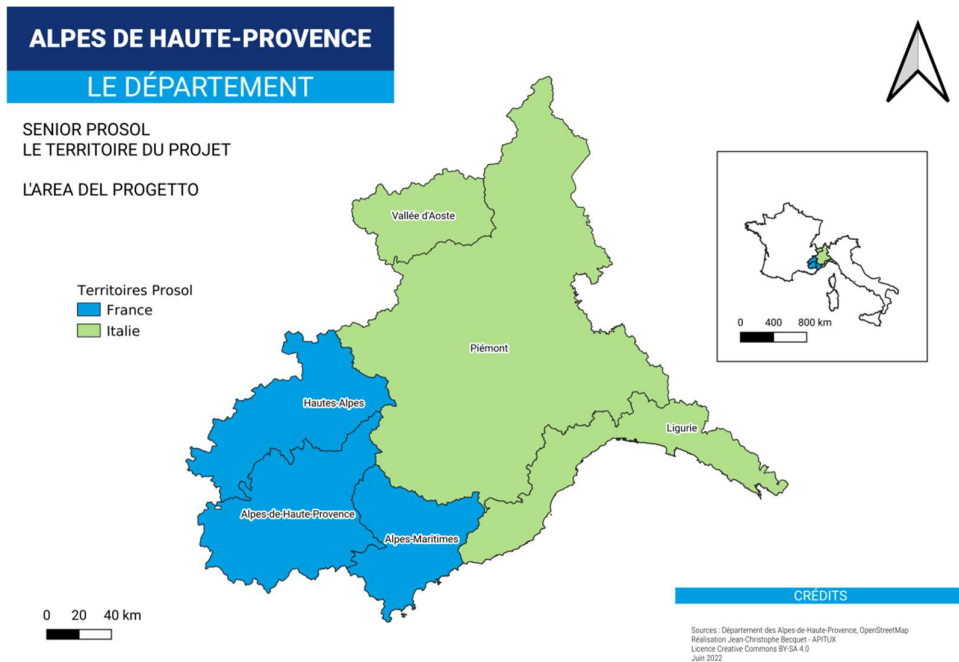 ALPES DE HAUTE-PROVENCE
LE DÉPARTEMENT
SENIOR PROSOL
LE TERRITOIRE DU PROJET
L'AREA DEL PROGETTO
Territoires Prosol
France
Italie
Vallée d'Aoste
Piémont
Hautes-Alpes
Ligurie
Alpes-de-Haute-Provence
Alpes-Maritimes
0 400 800 km
0 20 40 km
CRÉDITS
Sources : Département des Alpes-de-Haute-Provence, OpenStreetMap
Réalisation Jean-Christophe Becquet - APITUX
Licence Creative Commons BY-SA 4.0
Juin 2022